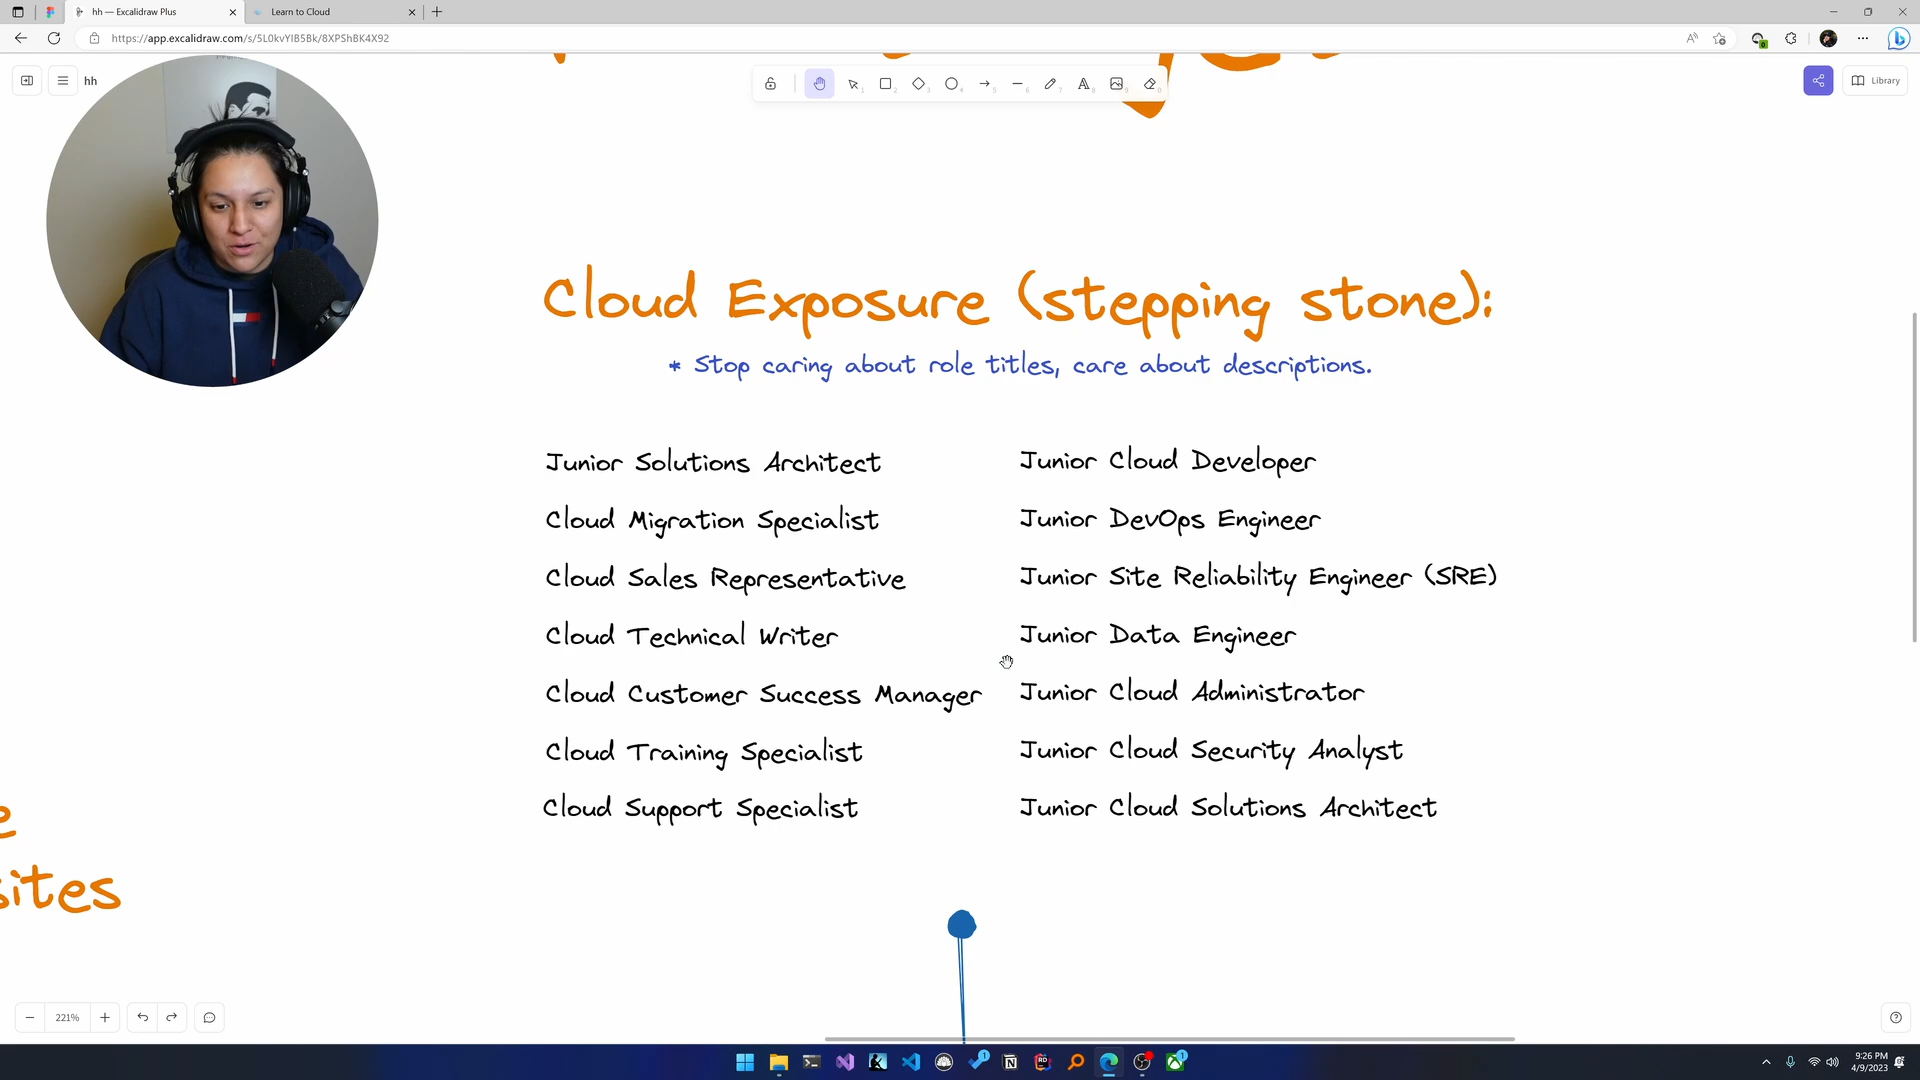 hh — Excalidraw Plus
Learn to Cloud
https://app.excalidraw.com/s/5L0kvYIB5Bk/8XPShBK4X92
hh
Library
Cloud Exposure (stepping stone):
* Stop caring about role titles, care about descriptions.
Junior Solutions Architect
Cloud Migration Specialist
Cloud Sales Representative
Cloud Technical Writer
Cloud Customer Success Manager
Cloud Training Specialist
Cloud Support Specialist
Junior Cloud Developer
Junior DevOps Engineer
Junior Site Reliability Engineer (SRE)
Junior Data Engineer
Junior Cloud Administrator
Junior Cloud Security Analyst
Junior Cloud Solutions Architect
e
sites
221%
9:26 PM
4/9/2023